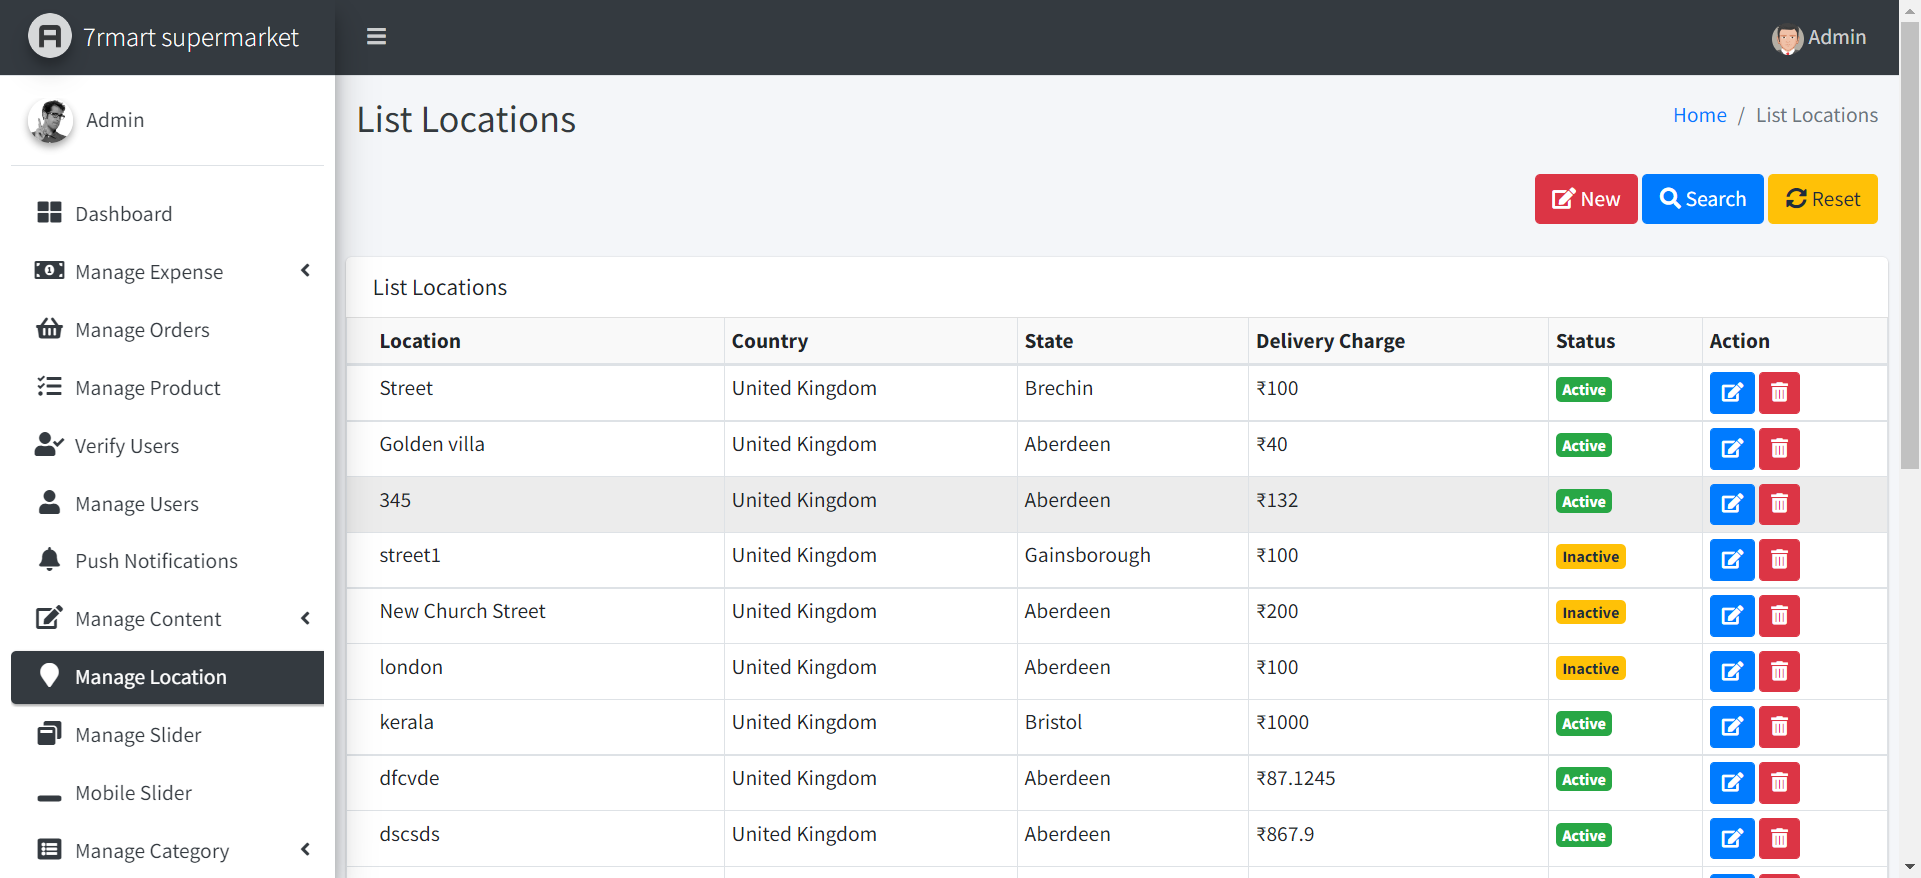 7rmart supermarket
Admin
Admin
Dashboard
Manage Expense
Manage Orders
Manage Product
Verify Users
Manage Users
Push Notifications
Manage Content
Manage Location
Manage Slider
Mobile Slider
Manage Category
List Locations
Home / List Locations
New Search Reset
List Locations
Location Country State Delivery Charge Status Action
Street United Kingdom Brechin ₹100 Active
Golden villa United Kingdom Aberdeen ₹40 Active
345 United Kingdom Aberdeen ₹132 Active
street1 United Kingdom Gainsborough ₹100 Inactive
New Church Street United Kingdom Aberdeen ₹200 Inactive
london United Kingdom Aberdeen ₹100 Inactive
kerala United Kingdom Bristol ₹1000 Active
dfcvde United Kingdom Aberdeen ₹87.1245 Active
dscsds United Kingdom Aberdeen ₹867.9 Active